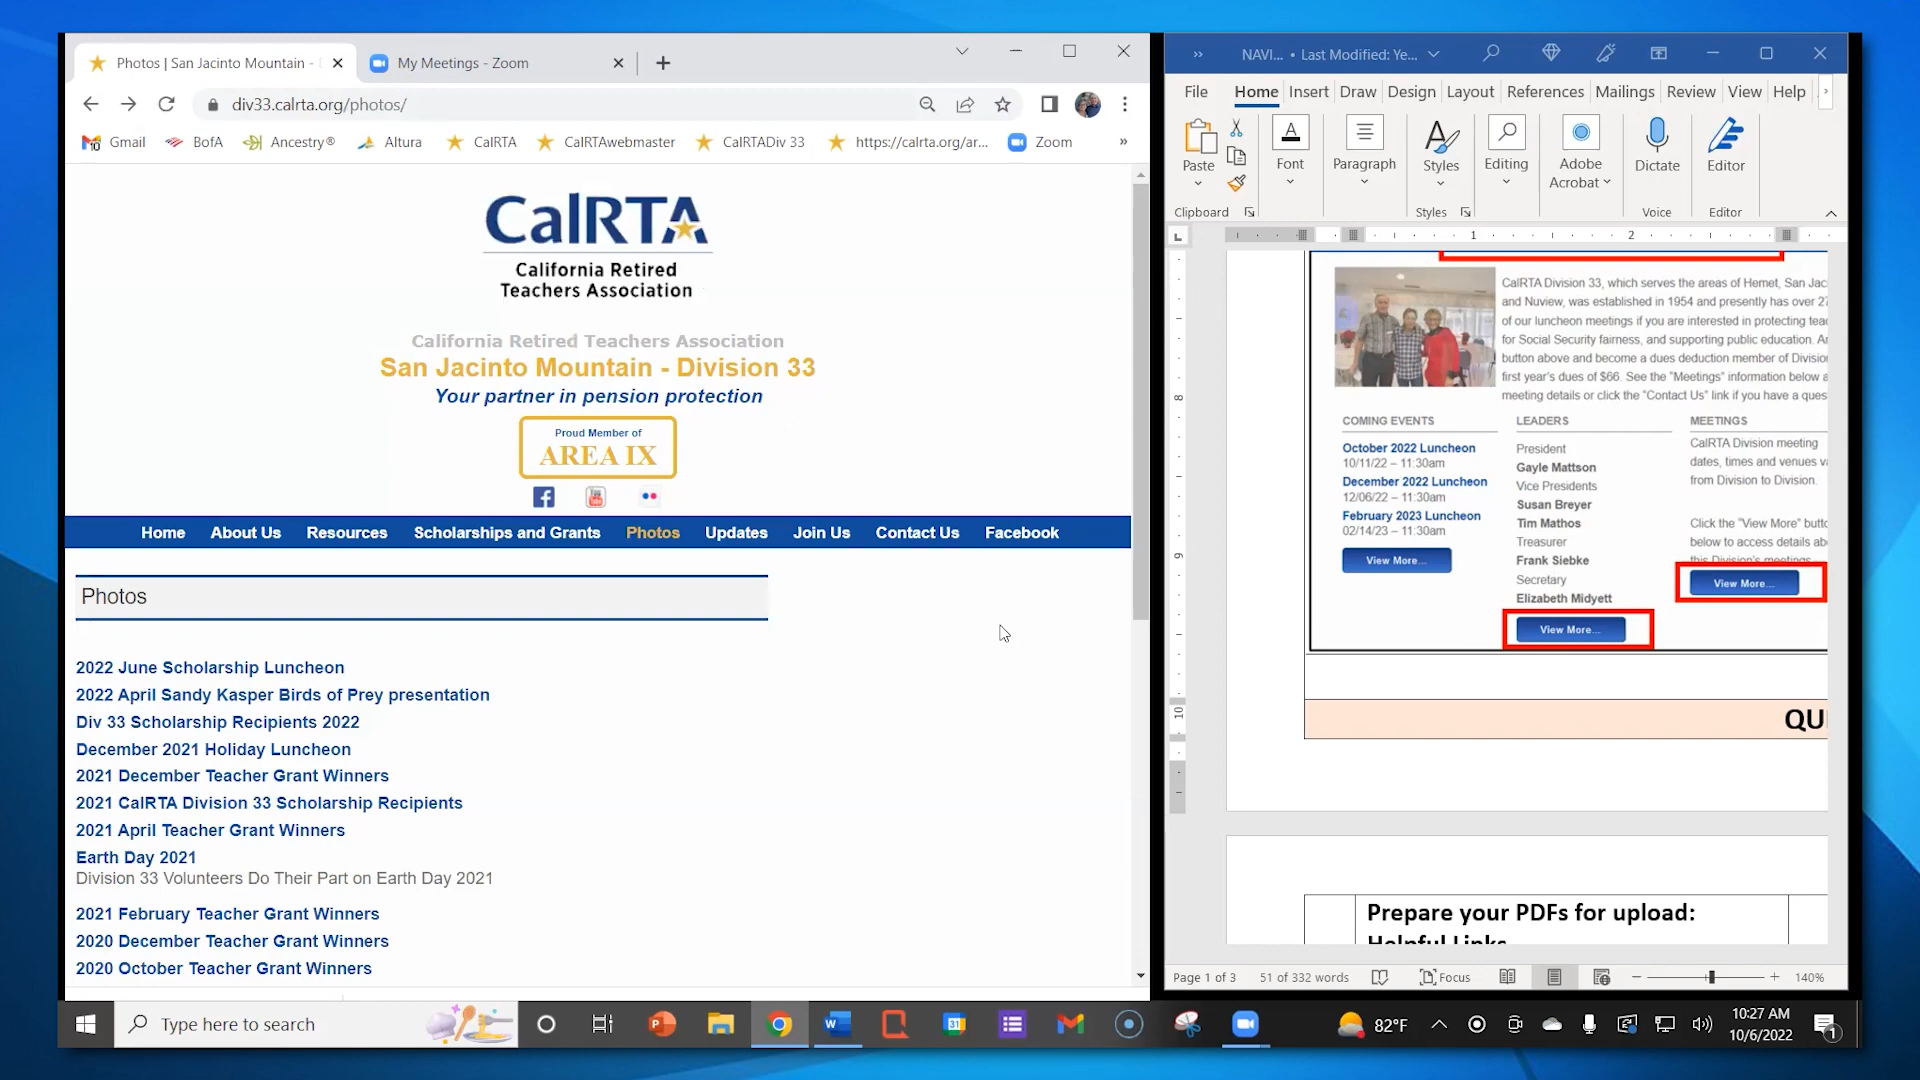 Photos | San Jacinto Mountain -
My Meetings - Zoom
div33.calrta.org/photos/
Gmail
BofA
Ancestry®
Altura
CalRTA
CalRTAwebmaster
CalRTADiv 33
https://calrta.org/ar...
Zoom
»
CalRTA
California Retired
Teachers Association
California Retired Teachers Association
San Jacinto Mountain - Division 33
Your partner in pension protection
Proud Member of
AREA IX
Home
About Us
Resources
Scholarships and Grants
Photos
Updates
Join Us
Contact Us
Facebook
Photos
2022 June Scholarship Luncheon
2022 April Sandy Kasper Birds of Prey presentation
Div 33 Scholarship Recipients 2022
December 2021 Holiday Luncheon
2021 December Teacher Grant Winners
2021 CalRTA Division 33 Scholarship Recipients
2021 April Teacher Grant Winners
Earth Day 2021
Division 33 Volunteers Do Their Part on Earth Day 2021
2021 February Teacher Grant Winners
2020 December Teacher Grant Winners
2020 October Teacher Grant Winners
» NAVI... • Last Modified: Ye...
File Home Insert Draw Design Layout References Mailings Review View Help
Paste
Font
Paragraph
Styles
Editing
Adobe
Acrobat
Dictate
Editor
Clipboard
Styles
Voice
Editor
1 2
8
9
10
CalRTA Division 33, which serves the areas of Hemet, San Jac
and Nuview, was established in 1954 and presently has over 27
of our luncheon meetings if you are interested in protecting tea
for Social Security fairness, and supporting public education. A
button above and become a dues deduction member of Division
first year's dues of $66. See the "Meetings" information below a
meeting details or click the "Contact Us" link if you have a ques
COMING EVENTS
October 2022 Luncheon
10/11/22 – 11:30am
December 2022 Luncheon
12/06/22 – 11:30am
February 2023 Luncheon
02/14/23 – 11:30am
View More...
LEADERS
President
Gayle Mattson
Vice Presidents
Susan Breyer
Tim Mathos
Treasurer
Frank Siebke
Secretary
Elizabeth Midyett
View More...
MEETINGS
CalRTA Division meeting
dates, times and venues va
from Division to Division.
Click the "View More" butto
below to access details abo
this Division's meetings
View More...
QUI
Prepare your PDFs for upload:
Helpful Links
Page 1 of 3 51 of 332 words Focus 140%
Type here to search
82°F
10:27 AM
10/6/2022
1